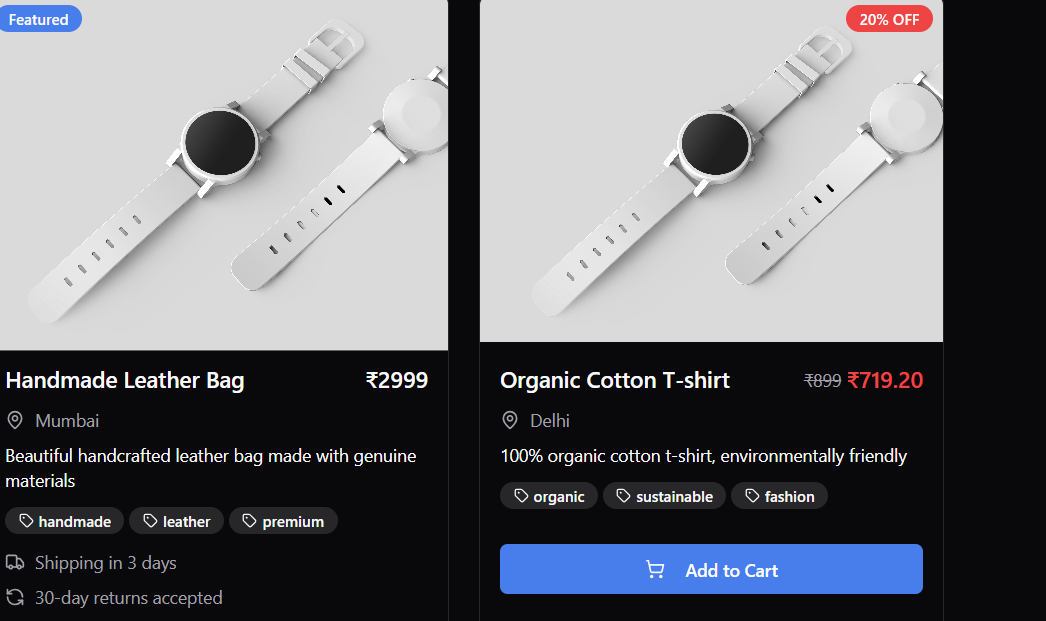 Featured
Handmade Leather Bag ₹2999
Mumbai
Beautiful handcrafted leather bag made with genuine
materials
handmade leather premium
Shipping in 3 days
30-day returns accepted
20% OFF
Organic Cotton T-shirt ₹899 ₹719.20
Delhi
100% organic cotton t-shirt, environmentally friendly
organic sustainable fashion
Add to Cart